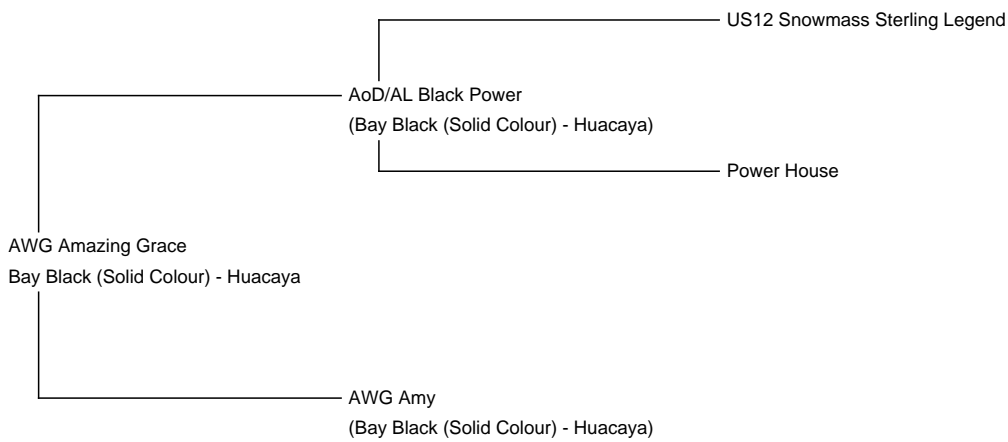 US12 Snowmass Sterling Legend
AoD/AL Black Power
(Bay Black (Solid Colour) - Huacaya)
Power House
AWG Amazing Grace
Bay Black (Solid Colour) - Huacaya
AWG Amy
(Bay Black (Solid Colour) - Huacaya)